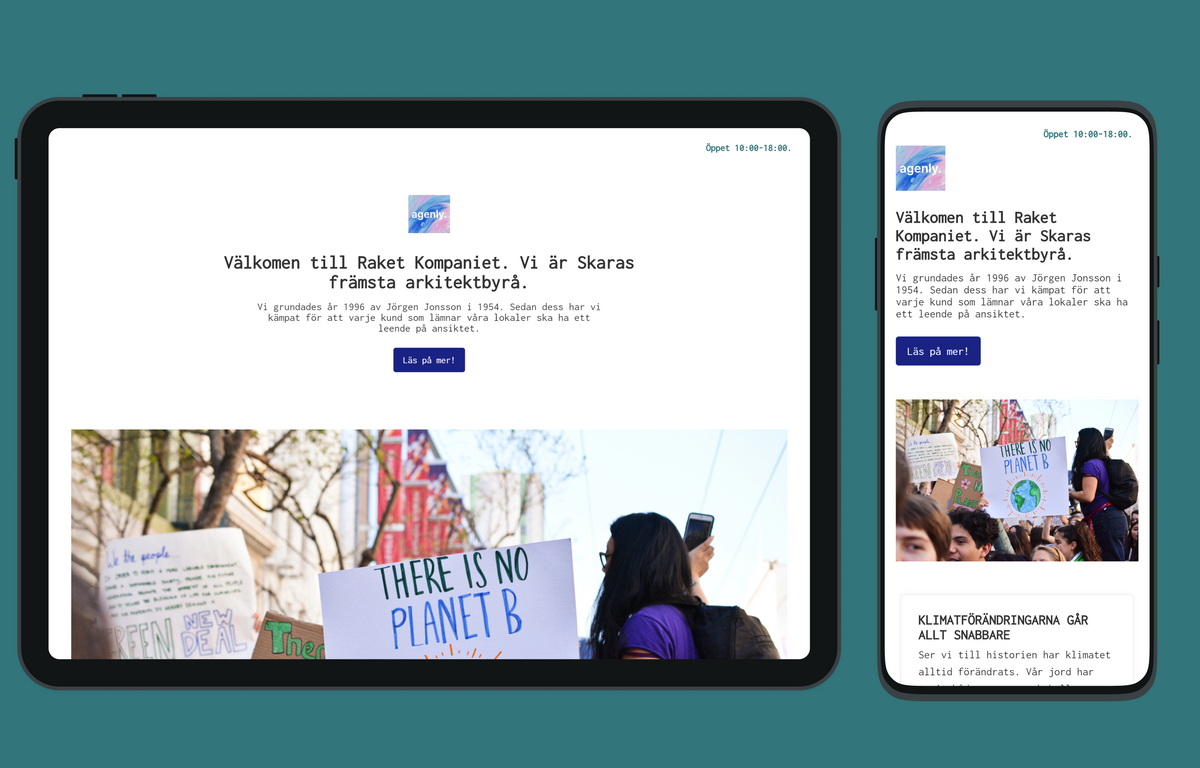 Öppet 10:00-18:00.
agenly.
Välkomen till Raket Kompaniet. Vi är Skaras
främsta arkitektbyrå.
Vi grundades år 1996 av Jörgen Jonsson i 1954. Sedan dess har vi
kämpat för att varje kund som lämnar våra lokaler ska ha ett
leende på ansiktet.
Läs på mer!
We the people...
GREEN NEW
DEAL
THERE IS NO
PLANET B
Öppet 10:00-18:00.
agenly.
Välkomen till Raket
Kompaniet. Vi är Skaras
främsta arkitektbyrå.
Vi grundades år 1996 av Jörgen Jonsson i
1954. Sedan dess har vi kämpat för att
varje kund som lämnar våra lokaler ska ha
ett leende på ansiktet.
Läs på mer!
We the people...
THERE IS NO
PLANET B
KLIMATFÖRÄNDRINGARNA GÅR
ALLT SNABBARE
Ser vi till historien har klimatet
alltid förändrats. Vår jord har